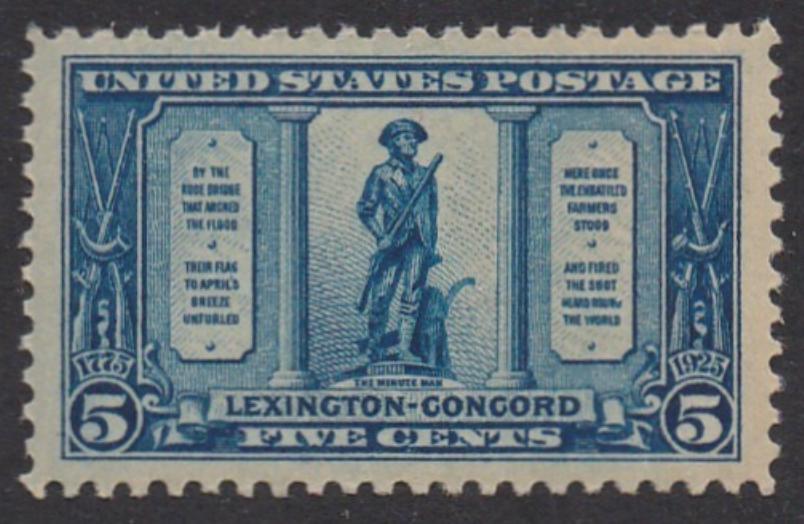 UNITED STATES POSTAGE
BY THE
RUDE BRIDGE
THAT ARCHED
THE FLOOD
THEIR FLAG
TO APRIL'S
BREEZE
UNFURLED
HERE ONCE
THE EMBATTLED
FARMERS
STOOD
AND FIRED
THE SHOT
HEARD ROUND
THE WORLD
1775
1925
THE MINUTE MAN
5
LEXINGTON-CONCORD
5
FIVE CENTS